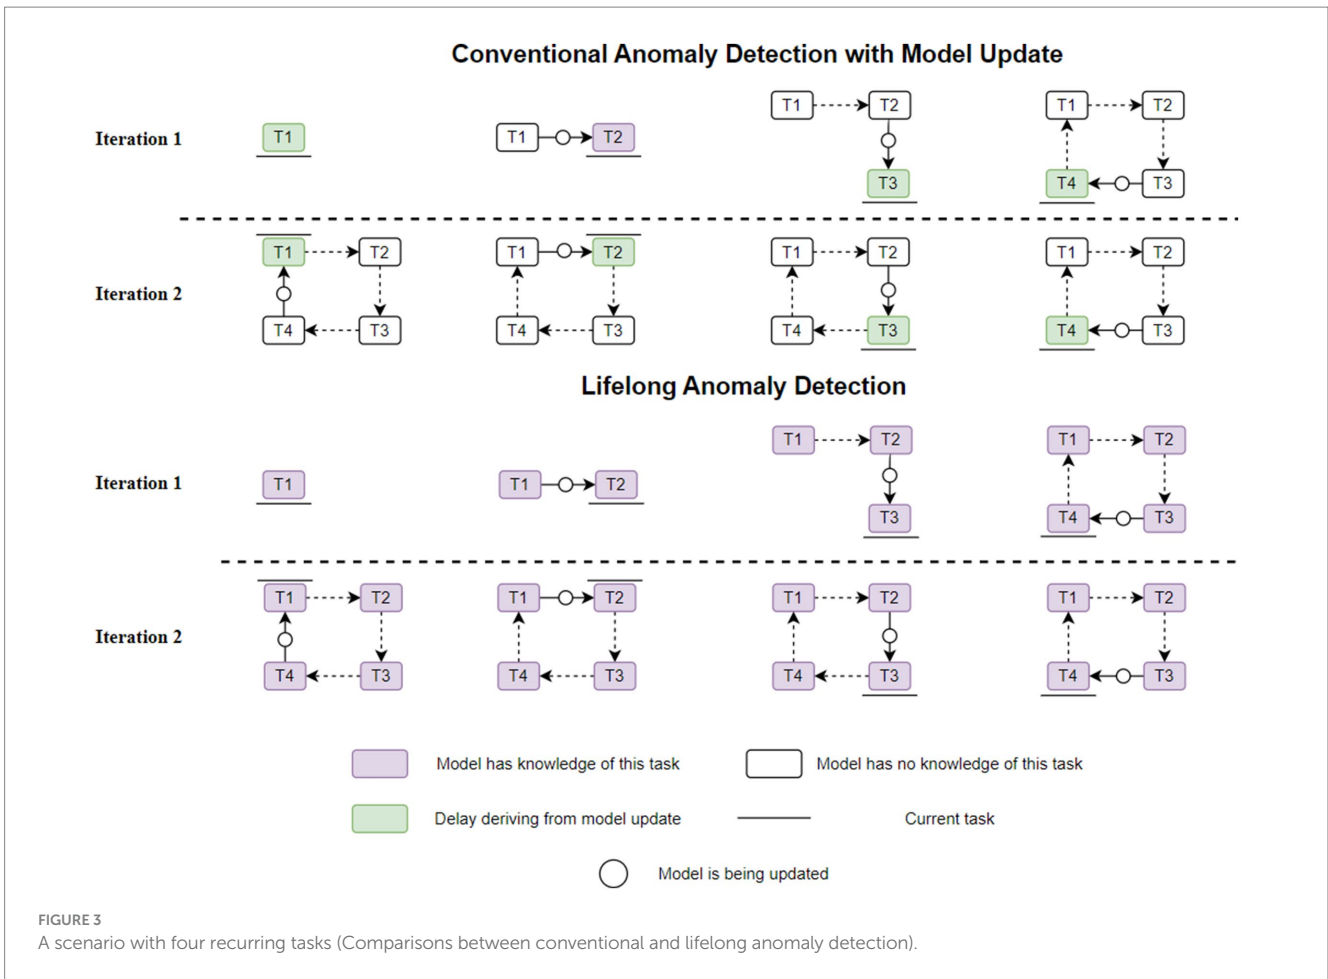 Conventional Anomaly Detection with Model Update
Iteration 1
T1
T1 T2
T1 T2
T3
T1 T2
T4 T3
Iteration 2
T1 T2
T4 T3
T1 T2
T4 T3
T1 T2
T4 T3
T1 T2
T4 T3
Lifelong Anomaly Detection
Iteration 1
T1
T1 T2
T1 T2
T3
T1 T2
T4 T3
Iteration 2
T1 T2
T4 T3
T1 T2
T4 T3
T1 T2
T4 T3
T1 T2
T4 T3
Model has knowledge of this task
Model has no knowledge of this task
Delay deriving from model update
Current task
Model is being updated
FIGURE 3
A scenario with four recurring tasks (Comparisons between conventional and lifelong anomaly detection).